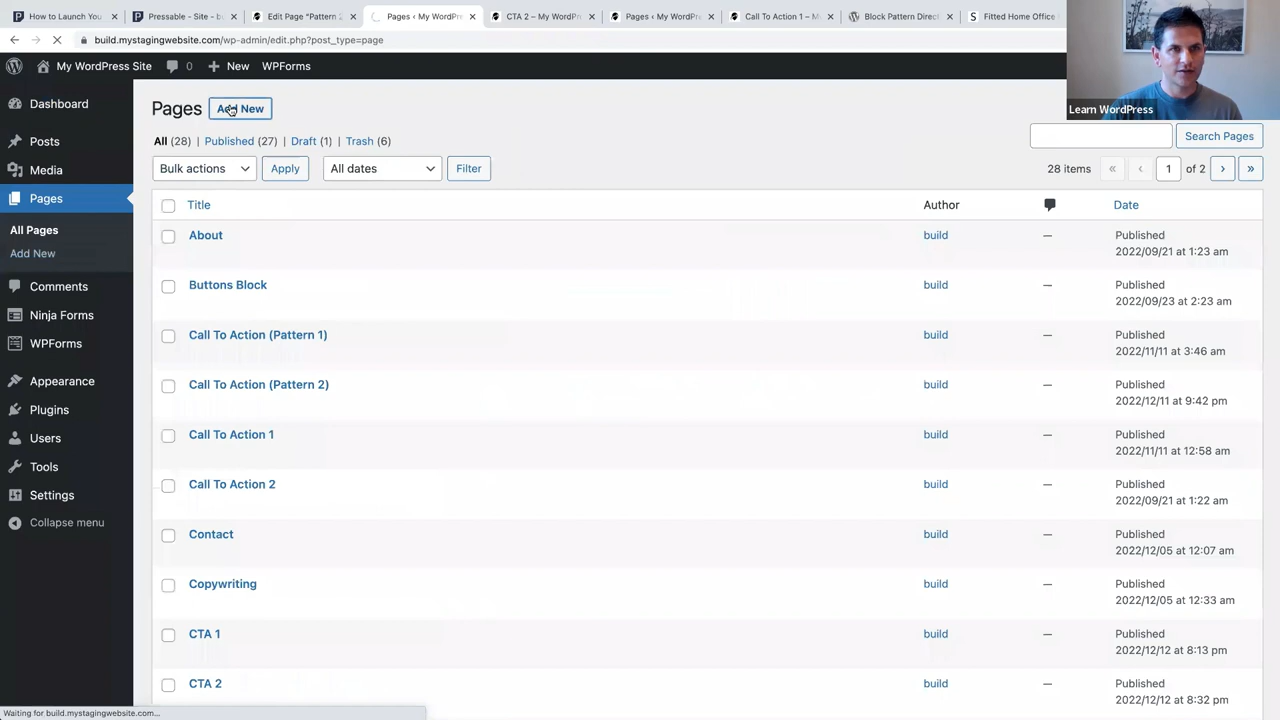 How to Launch You
Pressable - Site - bu
Edit Page "Pattern 2
Pages ‹ My WordPre
CTA 2 – My WordPr
Pages ‹ My WordPre
Call To Action 1 – M
Block Pattern Direc
Fitted Home Office
build.mystagingwebsite.com/wp-admin/edit.php?post_type=page
My WordPress Site
0
New
WPForms
Learn WordPress
Dashboard
Posts
Media
Pages
All Pages
Add New
Comments
Ninja Forms
WPForms
Appearance
Plugins
Users
Tools
Settings
Collapse menu
Pages Add New
All (28) | Published (27) | Draft (1) | Trash (6)
Search Pages
Bulk actions Apply All dates Filter
28 items « ‹ 1 of 2 › »
Title Author Date
About build — Published
2022/09/21 at 1:23 am
Buttons Block build — Published
2022/09/23 at 2:23 am
Call To Action (Pattern 1) build — Published
2022/11/11 at 3:46 am
Call To Action (Pattern 2) build — Published
2022/12/11 at 9:42 pm
Call To Action 1 build — Published
2022/11/11 at 12:58 am
Call To Action 2 build — Published
2022/09/21 at 1:22 am
Contact build — Published
2022/12/05 at 12:07 am
Copywriting build — Published
2022/12/05 at 12:33 am
CTA 1 build — Published
2022/12/12 at 8:13 pm
CTA 2 build — Published
2022/12/12 at 8:32 pm
Waiting for build.mystagingwebsite.com...